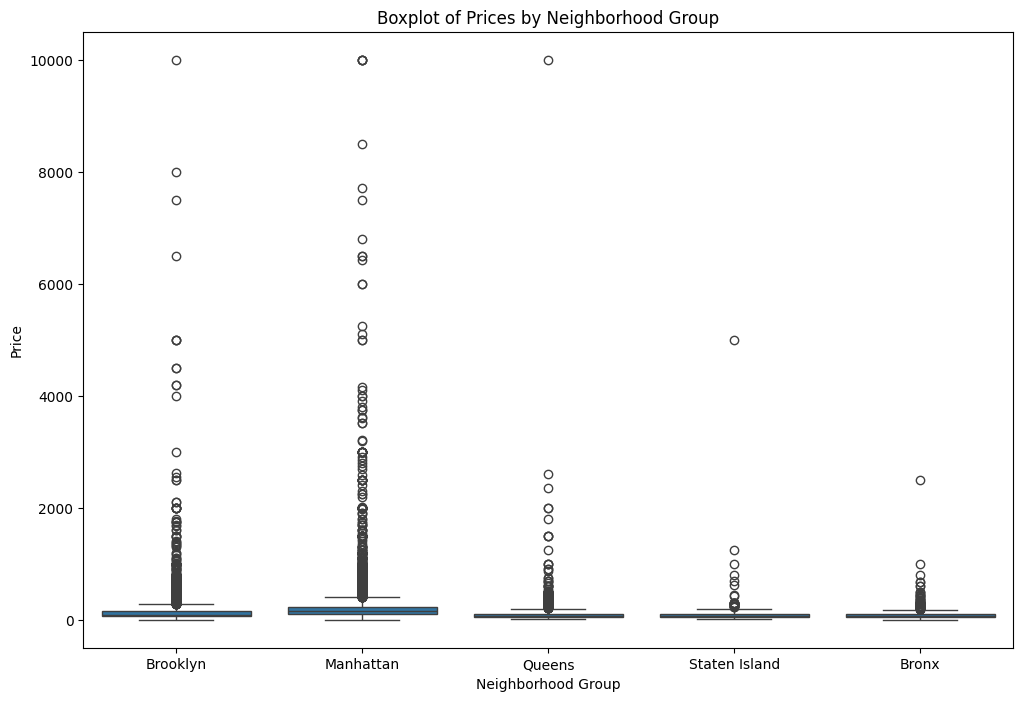 Boxplot of Prices by Neighborhood Group
10000
8000
6000
4000
2000
0
Price
Brooklyn Manhattan Queens Staten Island Bronx
Neighborhood Group